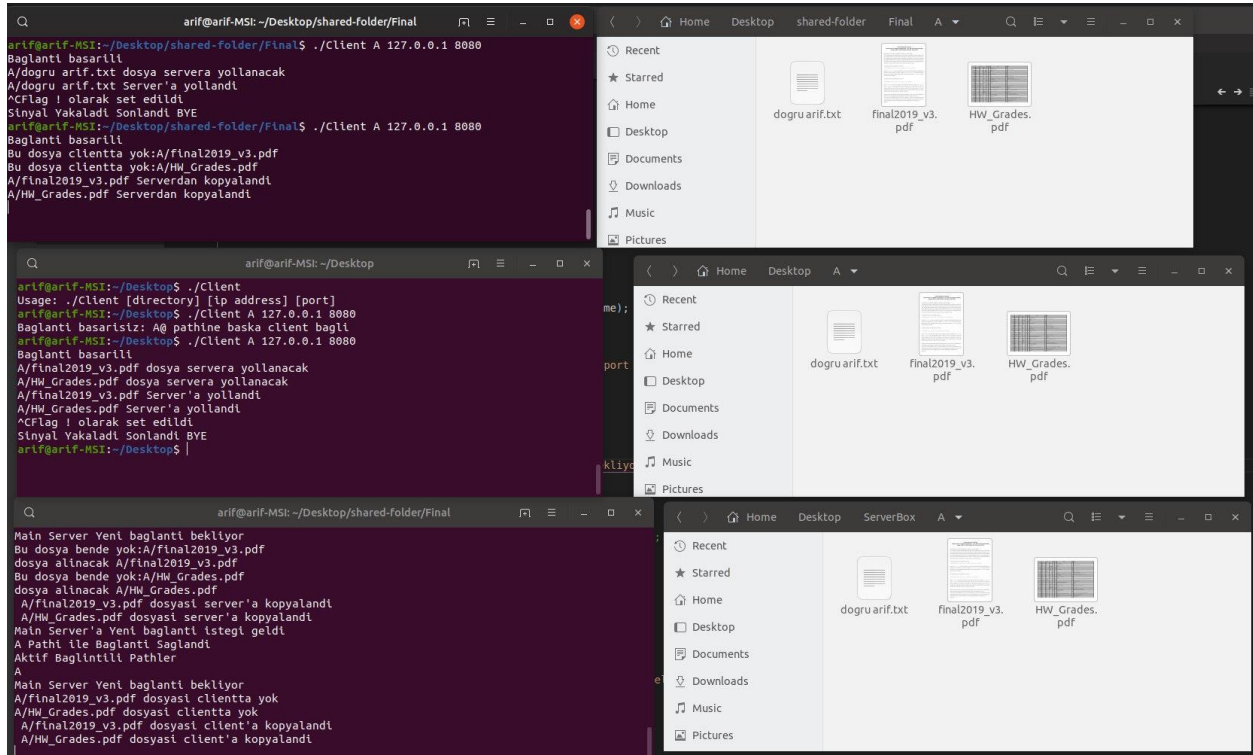 arif@arif-MSI: ~/Desktop/shared-folder/Final
arif@arif-MSI:~/Desktop/shared-folder/Final$ ./Client A 127.0.0.1 8080
Baglanti basarili
A/dogru arif.txt dosya servera yollanacak
A/dogru arif.txt Server'a yollandi
^CFlag ! olarak set edildi
Sinyal Yakaladi Sonlandi BYE
arif@arif-MSI:~/Desktop/shared-folder/Final$ ./Client A 127.0.0.1 8080
Baglanti basarili
Bu dosya clientta yok:A/final2019_v3.pdf
Bu dosya clientta yok:A/HW_Grades.pdf
A/final2019_v3.pdf Serverdan kopyalandi
A/HW_Grades.pdf Serverdan kopyalandi
Home Desktop shared-folder Final A
Recent
Starred
Home
Desktop
Documents
Downloads
Music
Pictures
dogru arif.txt
final2019_v3.
pdf
HW_Grades.
pdf
arif@arif-MSI: ~/Desktop
arif@arif-MSI:~/Desktop$ ./Client
Usage: ./Client [directory] [ip address] [port]
arif@arif-MSI:~/Desktop$ ./Client A 127.0.0.1 8080
Baglanti basarisiz: A@ pathine baska client bagli
arif@arif-MSI:~/Desktop$ ./Client A 127.0.0.1 8080
Baglanti basarili
A/final2019_v3.pdf dosya servera yollanacak
A/HW_Grades.pdf dosya servera yollanacak
A/final2019_v3.pdf Server'a yollandi
A/HW_Grades.pdf Server'a yollandi
^CFlag ! olarak set edildi
Sinyal Yakaladi Sonlandi BYE
arif@arif-MSI:~/Desktop$
me);
port
kliyo
Home Desktop A
Recent
Starred
Home
Desktop
Documents
Downloads
Music
Pictures
dogru arif.txt
final2019_v3.
pdf
HW_Grades.
pdf
arif@arif-MSI: ~/Desktop/shared-folder/Final
Main Server Yeni baglanti bekliyor
Bu dosya bende yok:A/final2019_v3.pdf
dosya alinacak A/final2019_v3.pdf
Bu dosya bende yok:A/HW_Grades.pdf
dosya alinacak A/HW_Grades.pdf
A/final2019_v3.pdf dosyasi server'a kopyalandi
A/HW_Grades.pdf dosyasi server'a kopyalandi
Main Server'a Yeni baglanti istegi geldi
A Pathi ile Baglanti Saglandi
Aktif Baglintili Pathler
A
Main Server Yeni baglanti bekliyor
A/final2019_v3.pdf dosyasi clientta yok
A/HW_Grades.pdf dosyasi clientta yok
A/final2019_v3.pdf dosyasi client'a kopyalandi
A/HW_Grades.pdf dosyasi client'a kopyalandi
Home Desktop ServerBox A
Recent
Starred
Home
Desktop
Documents
Downloads
Music
Pictures
dogru arif.txt
final2019_v3.
pdf
HW_Grades.
pdf